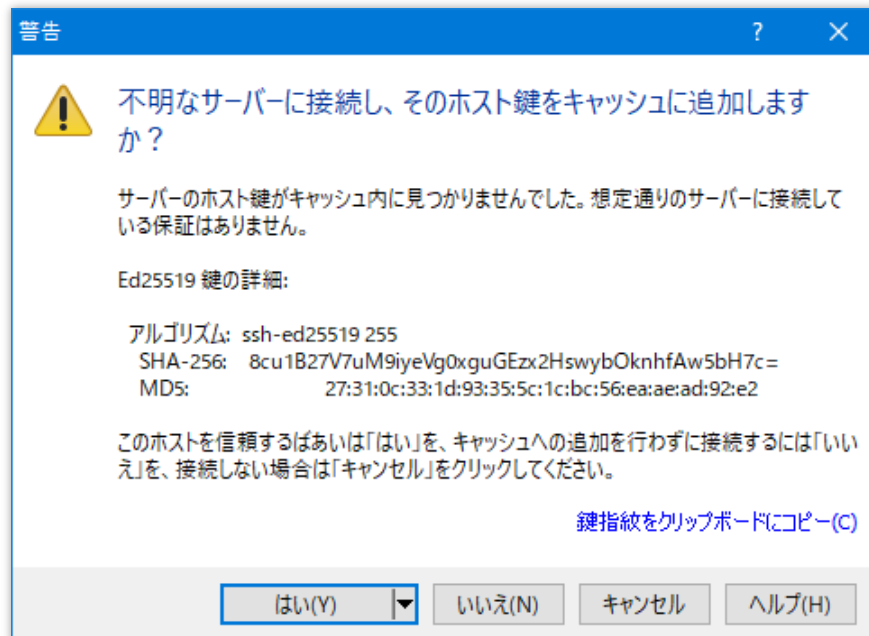 警告
?
不明なサーバーに接続し、そのホスト鍵をキャッシュに追加します
か？
サーバーのホスト鍵がキャッシュ内に見つかりませんでした。想定通りのサーバーに接続して
いる保証はありません。
Ed25519 鍵の詳細:
アルゴリズム: ssh-ed25519 255
SHA-256: 8cu1B27V7uM9iyeVg0xguGEzx2HswybOknhfAw5bH7c=
MD5: 27:31:0c:33:1d:93:35:5c:1c:bc:56:ea:ae:ad:92:e2
このホストを信頼するばあいは「はい」を、キャッシュへの追加を行わずに接続するには「いい
え」を、接続しない場合は「キャンセル」をクリックしてください。
鍵指紋をクリップボードにコピー(C)
はい(Y)
いいえ(N)
キャンセル
ヘルプ(H)